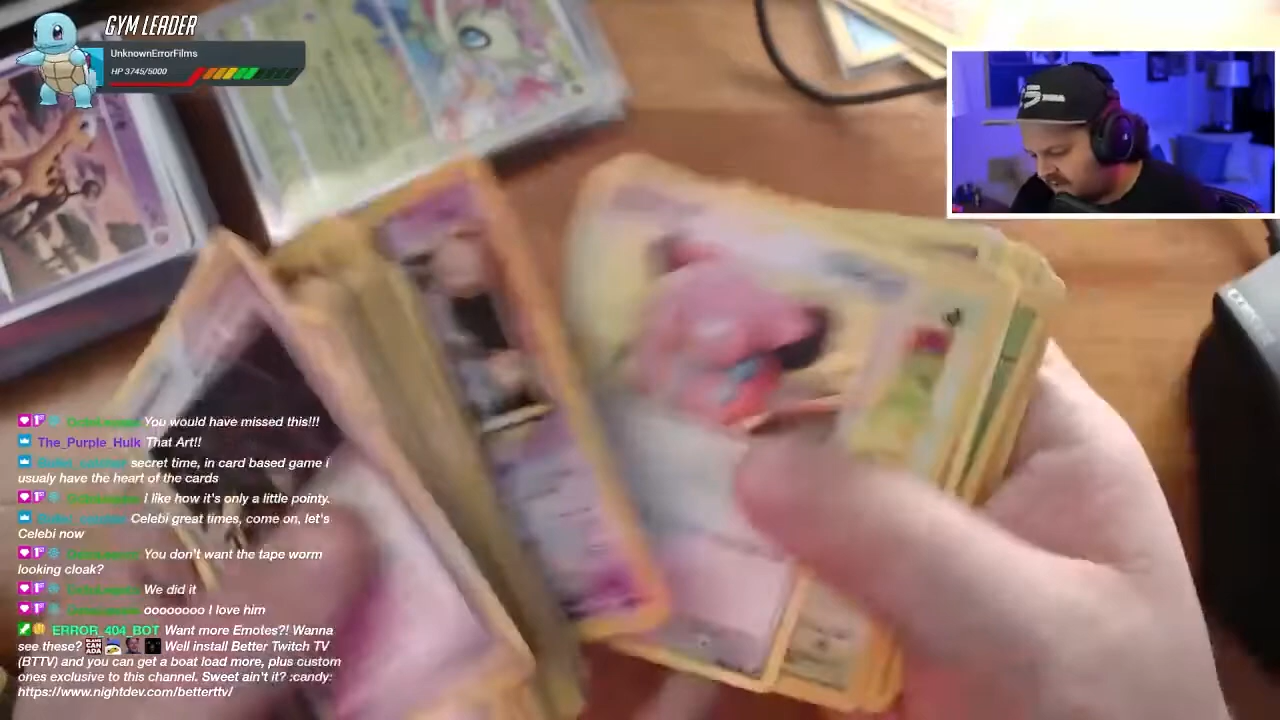 GYM LEADER
UnknownErrorFilms
HP 3745/5000
You would have missed this!!!
The_Purple_Hulk That Art!!
secret time, in card based game i
usualy have the heart of the cards
i like how it's only a little pointy.
Celebi great times, come on, let's
Celebi now
You don't want the tape worm
looking cloak?
We did it
oooooooo I love him
ERROR_404_BOT Want more Emotes?! Wanna
see these? Well install Better Twitch TV
(BTTV) and you can get a boat load more, plus custom
ones exclusive to this channel. Sweet ain't it? :candy:
https://www.nightdev.com/betterttv/